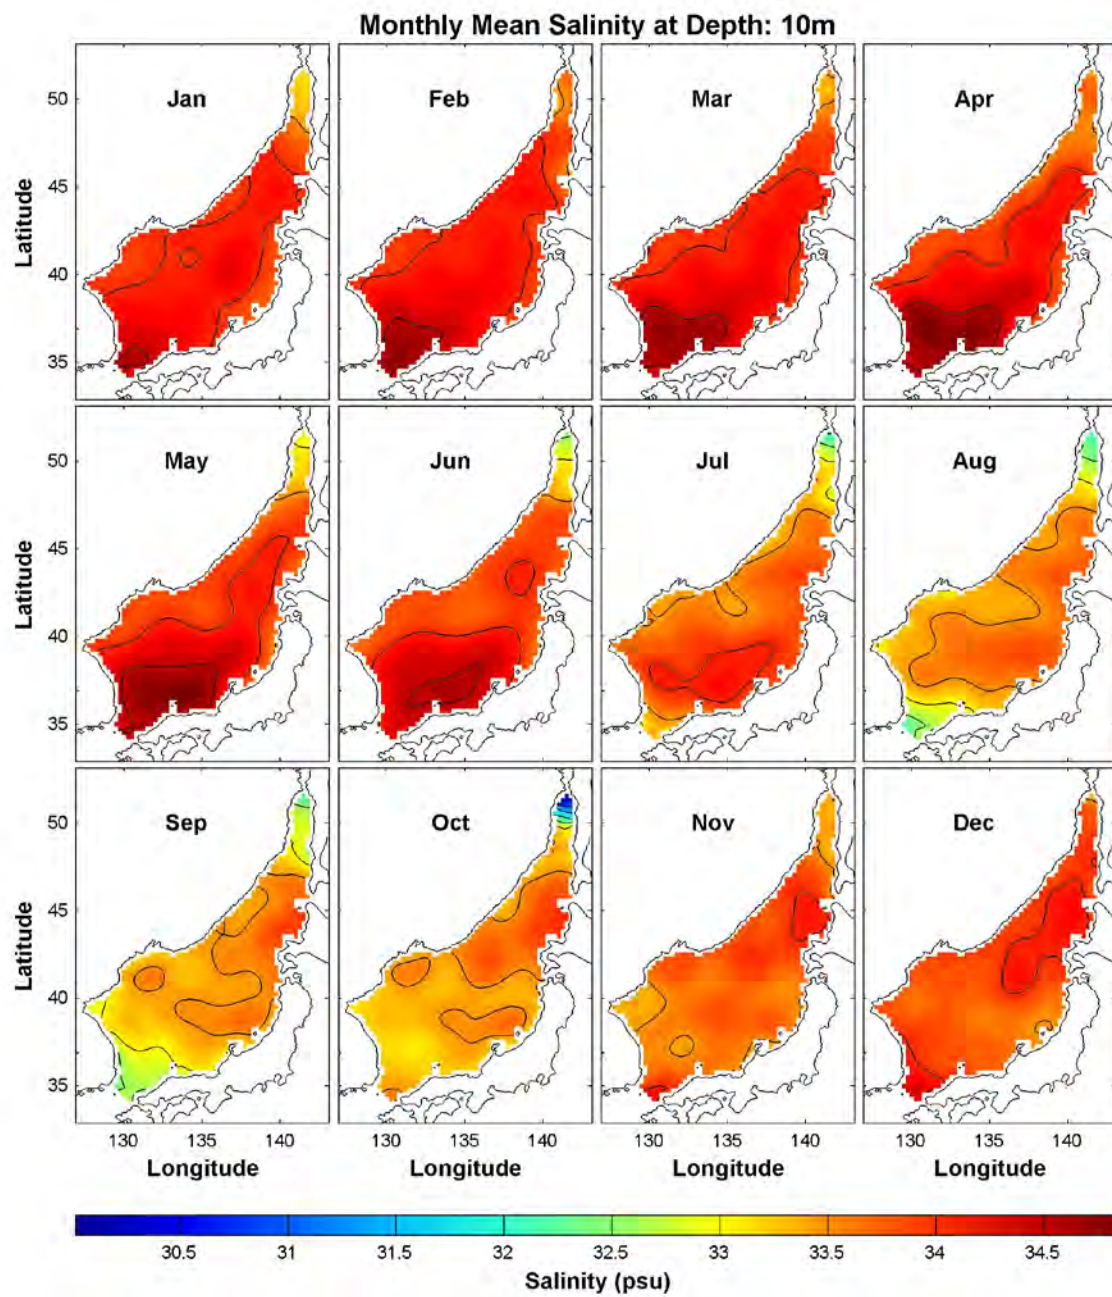 Monthly Mean Salinity at Depth: 10m
Latitude
50
45
40
35
Jan
Feb
Mar
Apr
Latitude
50
45
40
35
May
Jun
Jul
Aug
Latitude
50
45
40
35
Sep
Oct
Nov
Dec
130 135 140 130 135 140 130 135 140 130 135 140
Longitude Longitude Longitude Longitude
30.5 31 31.5 32 32.5 33 33.5 34 34.5
Salinity (psu)